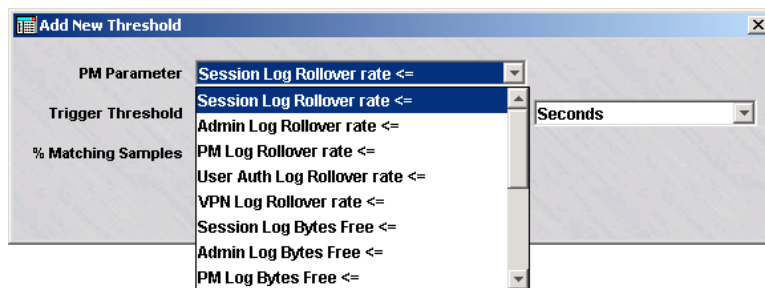 Add New Threshold
PM Parameter Session Log Rollover rate <=
Session Log Rollover rate <=
Trigger Threshold Seconds
Admin Log Rollover rate <=
% Matching Samples PM Log Rollover rate <=
User Auth Log Rollover rate <=
VPN Log Rollover rate <=
Session Log Bytes Free <=
Admin Log Bytes Free <=
PM Log Bytes Free <=